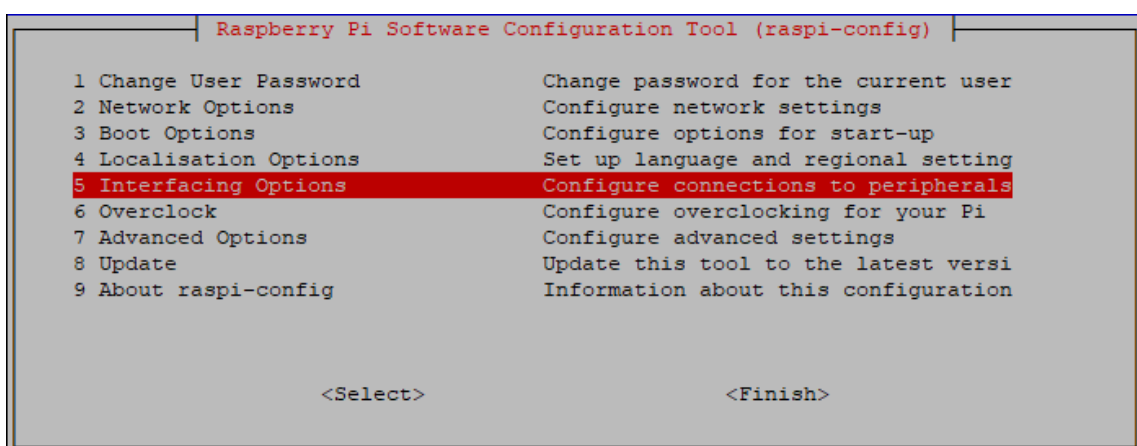 Raspberry Pi Software Configuration Tool (raspi-config)
1 Change User Password Change password for the current user
2 Network Options Configure network settings
3 Boot Options Configure options for start-up
4 Localisation Options Set up language and regional setting
5 Interfacing Options Configure connections to peripherals
6 Overclock Configure overclocking for your Pi
7 Advanced Options Configure advanced settings
8 Update Update this tool to the latest versi
9 About raspi-config Information about this configuration
<Select> <Finish>